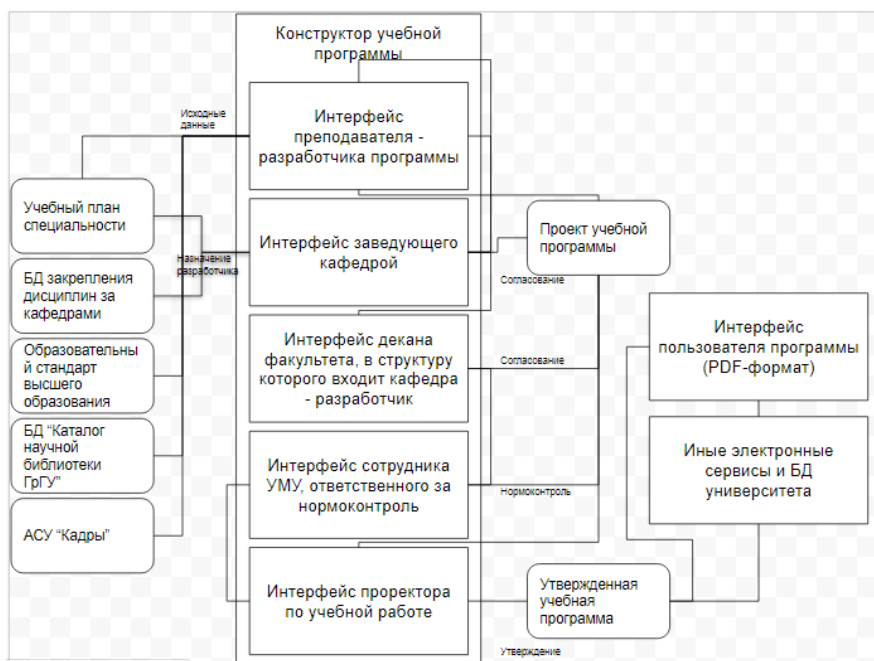 Конструктор учебной
программы
Исходные
данные
Интерфейс
преподавателя -
разработчика программы
Учебный план
специальности
Назначение
разработчика
Интерфейс заведующего
кафедрой
Проект учебной
программы
Согласование
БД закрепления
дисциплин за
кафедрами
Образовательны
й стандарт
высшего
образования
Интерфейс декана
факультета, в структуру
которого входит кафедра
- разработчик
Согласование
Интерфейс
пользователя программы
(PDF-формат)
БД “Каталог
научной
библиотеки
ГрГУ”
Интерфейс сотрудника
УМУ, ответственного за
нормоконтроль
Нормоконтроль
Иные электронные
сервисы и БД
университета
АСУ “Кадры”
Интерфейс проректора
по учебной работе
Утвержденная
учебная
программа
Утверждение